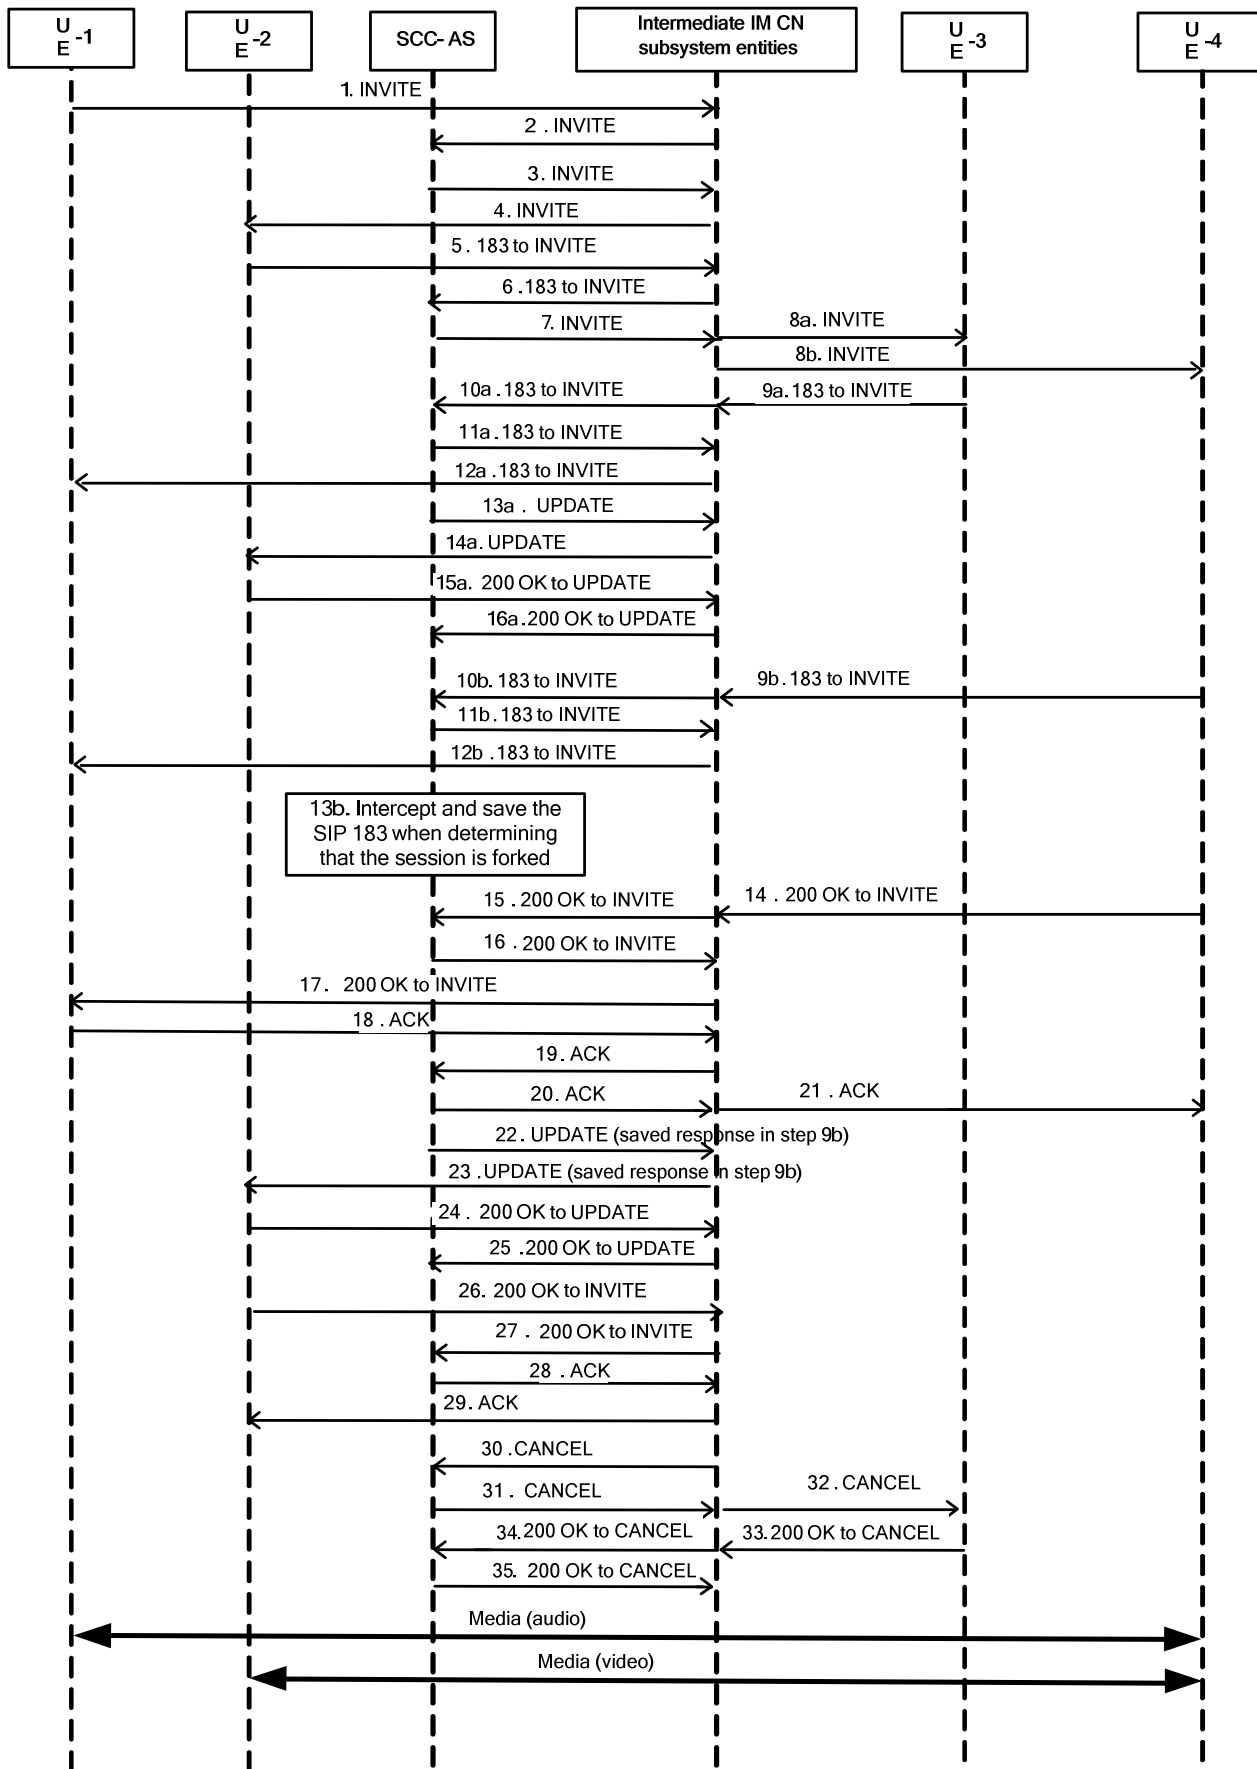 U
E -1
U
E -2
SCC-AS
Intermediate IM CN
subsystem entities
U
E -3
U
E -4
1. INVITE
2 . INVITE
3. INVITE
4. INVITE
5 . 183 to INVITE
6 .183 to INVITE
7. INVITE
8a. INVITE
8b. INVITE
10a .183 to INVITE
9a. 183 to INVITE
11a .183 to INVITE
12a .183 to INVITE
13a . UPDATE
14a. UPDATE
15a. 200 OK to UPDATE
16a.200 OK to UPDATE
10b. 183 to INVITE
9b .183 to INVITE
11b .183 to INVITE
12b .183 to INVITE
13b. Intercept and save the
SIP 183 when determining
that the session is forked
15 . 200 OK to INVITE
14 . 200 OK to INVITE
16 . 200 OK to INVITE
17. 200 OK to INVITE
18 . ACK
19. ACK
20. ACK
21 . ACK
22. UPDATE (saved response in step 9b)
23 .UPDATE (saved response in step 9b)
24 . 200 OK to UPDATE
25 .200 OK to UPDATE
26. 200 OK to INVITE
27 . 200 OK to INVITE
28 . ACK
29. ACK
30 .CANCEL
31 . CANCEL
32. CANCEL
34.200 OK to CANCEL
33.200 OK to CANCEL
35. 200 OK to CANCEL
Media (audio)
Media (video)